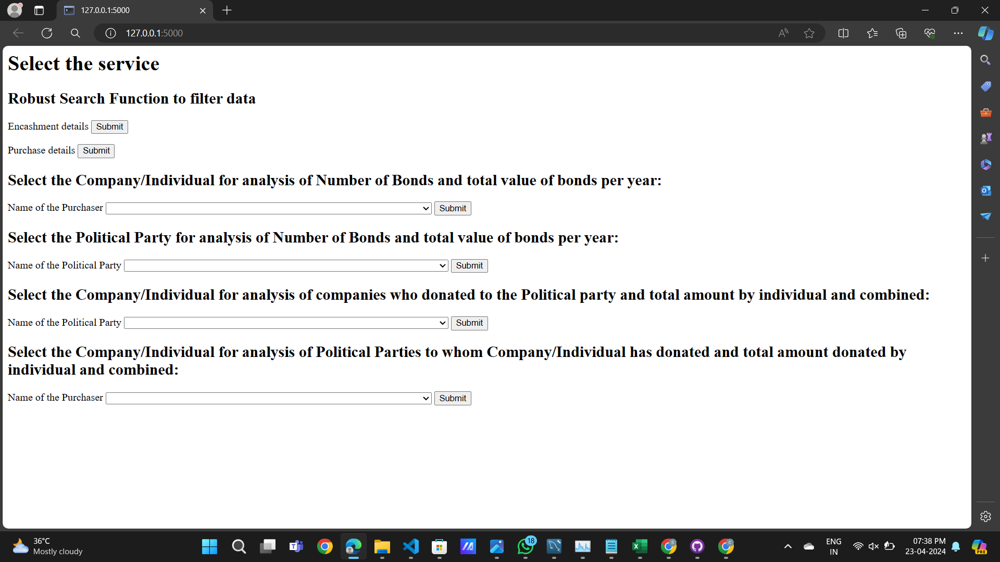 127.0.0.1:5000
127.0.0.1:5000
Select the service
Robust Search Function to filter data
Encashment details Submit
Purchase details Submit
Select the Company/Individual for analysis of Number of Bonds and total value of bonds per year:
Name of the Purchaser Submit
Select the Political Party for analysis of Number of Bonds and total value of bonds per year:
Name of the Political Party Submit
Select the Company/Individual for analysis of companies who donated to the Political party and total amount by individual and combined:
Name of the Political Party Submit
Select the Company/Individual for analysis of Political Parties to whom Company/Individual has donated and total amount donated by
individual and combined:
Name of the Purchaser Submit
36°C
Mostly cloudy
18
S
C
ENG
IN
07:38 PM
23-04-2024
PRE